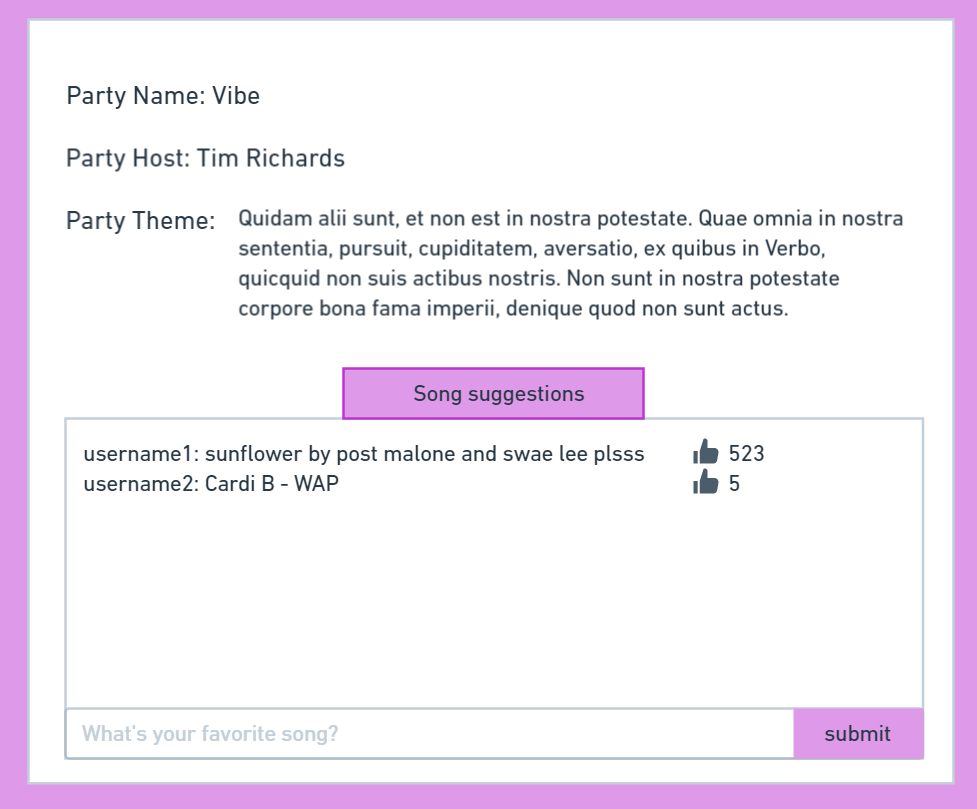 Party Name: Vibe
Party Host: Tim Richards
Party Theme: Quidam alii sunt, et non est in nostra potestate. Quae omnia in nostra
sententia, pursuit, cupiditatem, aversatio, ex quibus in Verbo,
quicquid non suis actibus nostris. Non sunt in nostra potestate
corpore bona fama imperii, denique quod non sunt actus.
Song suggestions
username1: sunflower by post malone and swae lee plsss 523
username2: Cardi B - WAP 5
What's your favorite song? submit